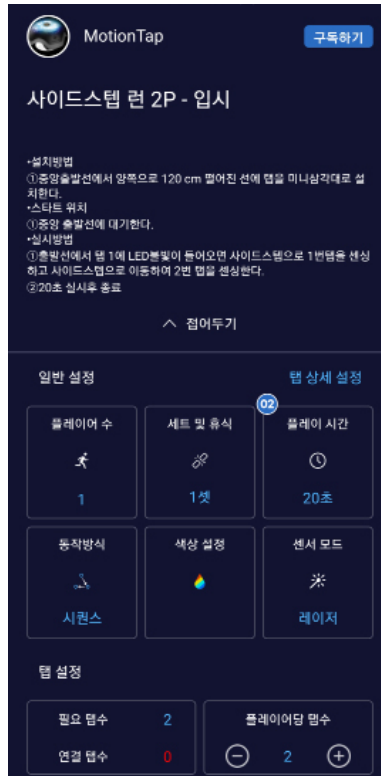 MotionTap
구독하기
사이드스텝 런 2P - 입시
•설치방법
①중앙출발선에서 양쪽으로 120 cm 떨어진 선에 탭을 미니삼각대로 설
치한다.
•스타트 위치
①중앙 출발선에 대기한다.
•실시방법
①출발선에서 탭 1에 LED불빛이 들어오면 사이드스텝으로 1번탭을 센싱
하고 사이드스텝으로 이동하여 2번 탭을 센싱한다.
②20초 실시후 종료
접어두기
일반 설정
탭 상세 설정
02
플레이어 수
세트 및 휴식
플레이 시간
1
1셋
20초
동작방식
색상 설정
센서 모드
시퀀스
레이저
탭 설정
필요 탭수 2
플레이어당 탭수
연결 탭수 0
2